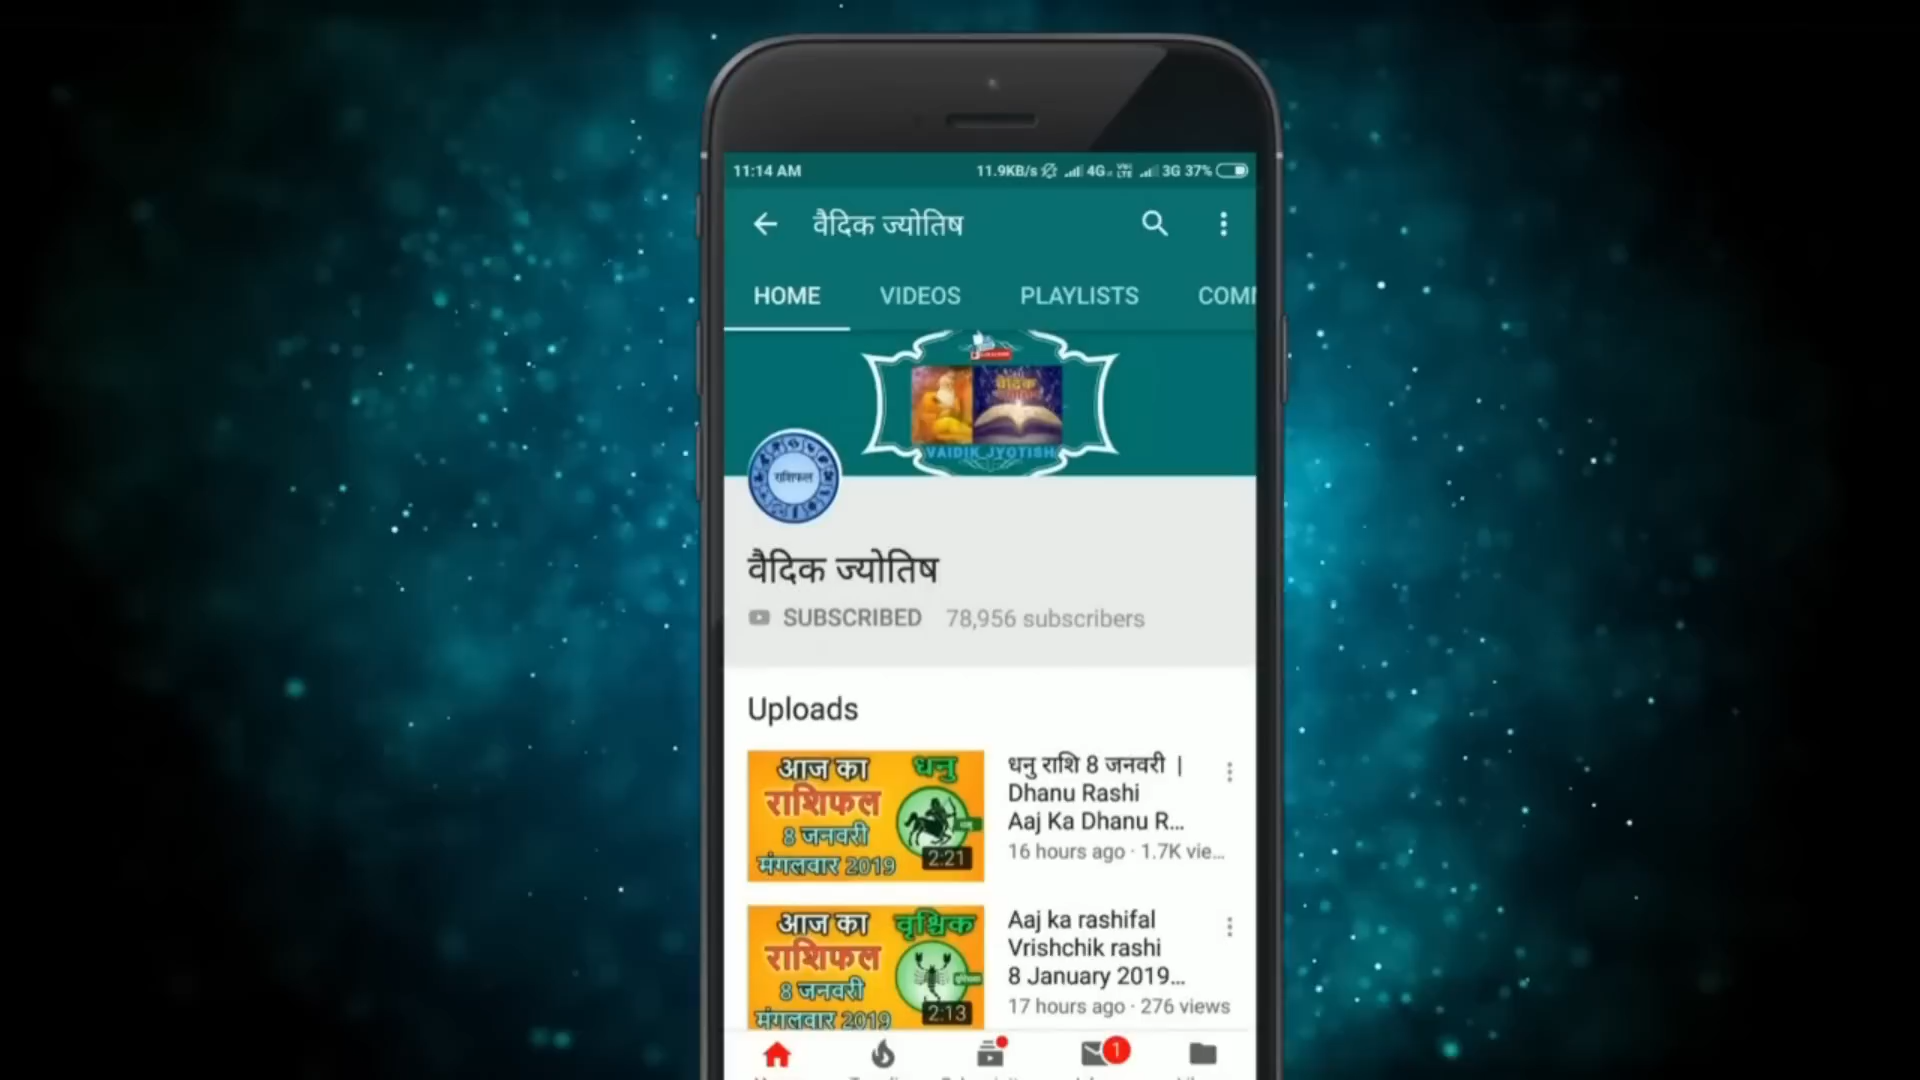 11:14 AM 11.9KB/s 4G VoLTE 3G 37%
वैदिक ज्योतिष
HOME VIDEOS PLAYLISTS COM
वैदिक
VAIDIK JYOTISH
राशिफल
वैदिक ज्योतिष
SUBSCRIBED 78,956 subscribers
Uploads
आज का धनु
राशिफल
8 जनवरी
मंगलवार 2019
2:21
धनु राशि 8 जनवरी |
Dhanu Rashi
Aaj Ka Dhanu R...
16 hours ago · 1.7K vie...
आज का वृश्चिक
राशिफल
8 जनवरी
मंगलवार 2019
2:13
Aaj ka rashifal
Vrishchik rashi
8 January 2019...
17 hours ago · 276 views
1